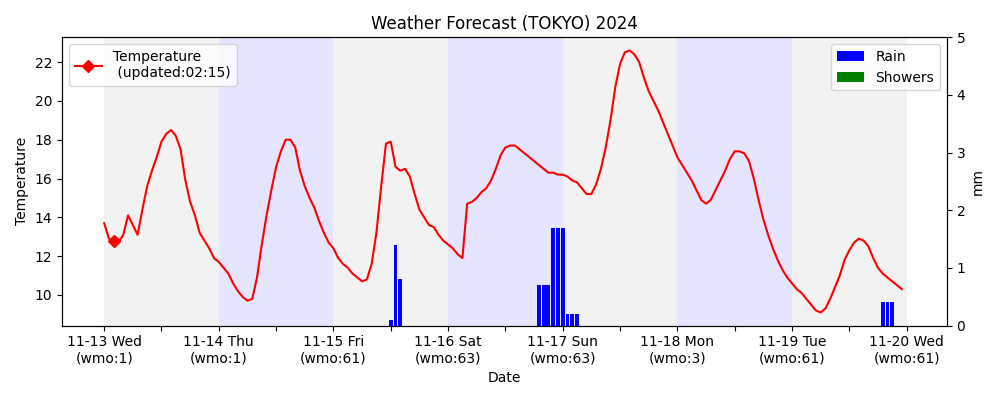 Weather Forecast (TOKYO) 2024
Temperature
(updated:02:15)
Rain
Showers
Temperature
22
20
18
16
14
12
10
5
4
3
2
1
0
mm
11-13 Wed
(wmo:1)
11-14 Thu
(wmo:1)
11-15 Fri
(wmo:61)
11-16 Sat
(wmo:63)
11-17 Sun
(wmo:63)
11-18 Mon
(wmo:3)
11-19 Tue
(wmo:61)
11-20 Wed
(wmo:61)
Date